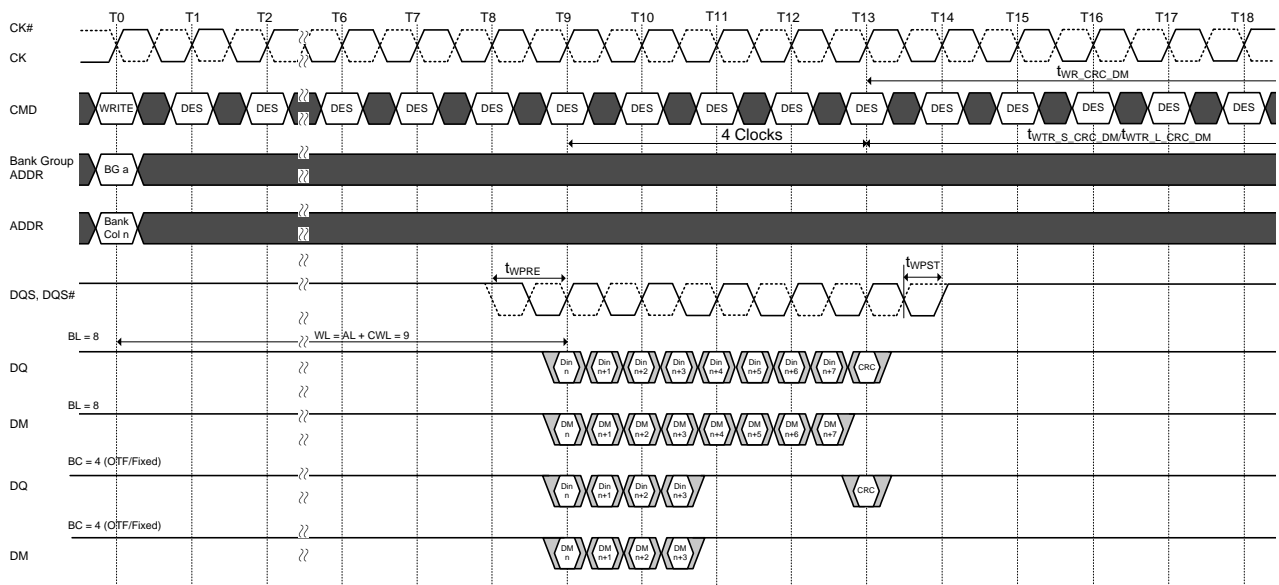 T0 T1 T2 T6 T7 T8 T9 T10 T11 T12 T13 T14 T15 T16 T17 T18
CK#
CK
tWR_CRC_DM
CMD WRITE DES DES DES DES DES DES DES DES DES DES DES DES DES DES DES
4 Clocks tWTR_S_CRC_DM/tWTR_L_CRC_DM
Bank Group
ADDR
BG a
ADDR
Bank
Col n
tWPRE tWPST
DQS, DQS#
BL = 8 WL = AL + CWL = 9
DQ
Din n Din n+1 Din n+2 Din n+3 Din n+4 Din n+5 Din n+6 Din n+7 CRC
BL = 8
DM
DM n DM n+1 DM n+2 DM n+3 DM n+4 DM n+5 DM n+6 DM n+7
BC = 4 (OTF/Fixed)
DQ
Din n Din n+1 Din n+2 Din n+3 CRC
BC = 4 (OTF/Fixed)
DM
DM n DM n+1 DM n+2 DM n+3